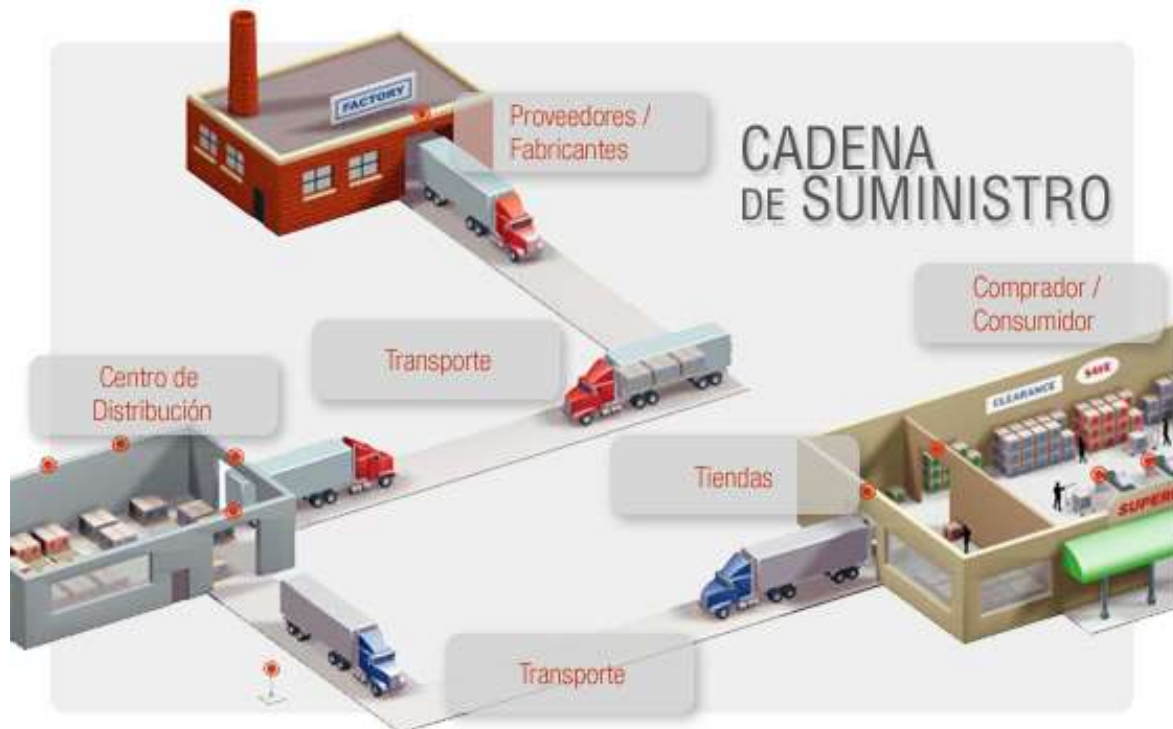 FACTORY
Proveedores /
Fabricantes
CADENA
DE SUMINISTRO
Comprador /
Consumidor
Transporte
Centro de
Distribución
SAVE
CLEARANCE
Tiendas
Transporte